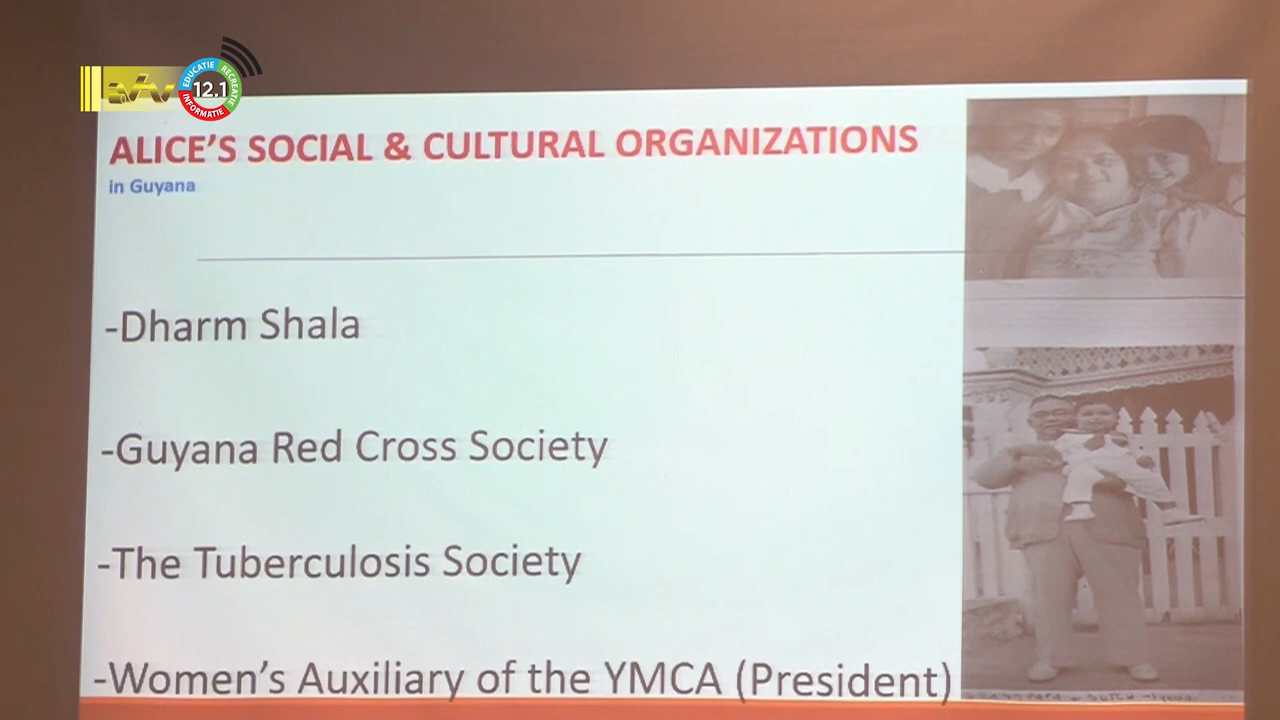 EDUCATIE
RECREATIE
INFORMATIE
12.1
ALICE'S SOCIAL & CULTURAL ORGANIZATIONS
in Guyana
-Dharm Shala
-Guyana Red Cross Society
-The Tuberculosis Society
-Women's Auxiliary of the YMCA (President)